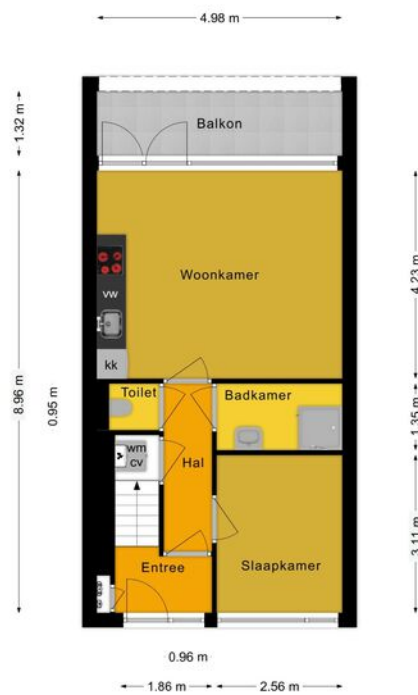 4.98 m
1.32 m
Balkon
Woonkamer
4.23 m
vw
8.96 m
0.95 m
kk
Toilet
Badkamer
1.35 m
wm
cv
Hal
3.11 m
Entree
Slaapkamer
0.96 m
1.86 m
2.56 m